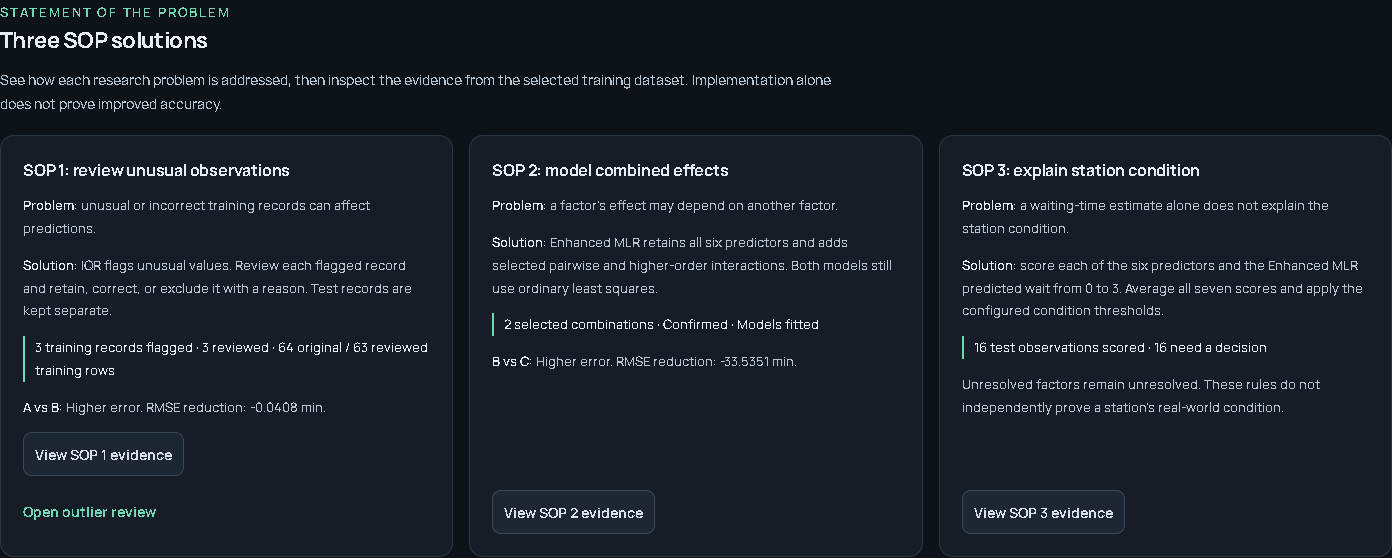 STATEMENT OF THE PROBLEM
Three SOP solutions
See how each research problem is addressed, then inspect the evidence from the selected training dataset. Implementation alone
does not prove improved accuracy.
SOP 1: review unusual observations
Problem: unusual or incorrect training records can affect
predictions.
Solution: IQR flags unusual values. Review each flagged record
and retain, correct, or exclude it with a reason. Test records are
kept separate.
3 training records flagged · 3 reviewed · 64 original / 63 reviewed
training rows
A vs B: Higher error. RMSE reduction: -0.0408 min.
View SOP 1 evidence
Open outlier review
SOP 2: model combined effects
Problem: a factor's effect may depend on another factor.
Solution: Enhanced MLR retains all six predictors and adds
selected pairwise and higher-order interactions. Both models still
use ordinary least squares.
2 selected combinations · Confirmed · Models fitted
B vs C: Higher error. RMSE reduction: -33.5351 min.
View SOP 2 evidence
SOP 3: explain station condition
Problem: a waiting-time estimate alone does not explain the
station condition.
Solution: score each of the six predictors and the Enhanced MLR
predicted wait from 0 to 3. Average all seven scores and apply the
configured condition thresholds.
16 test observations scored · 16 need a decision
Unresolved factors remain unresolved. These rules do not
independently prove a station's real-world condition.
View SOP 3 evidence